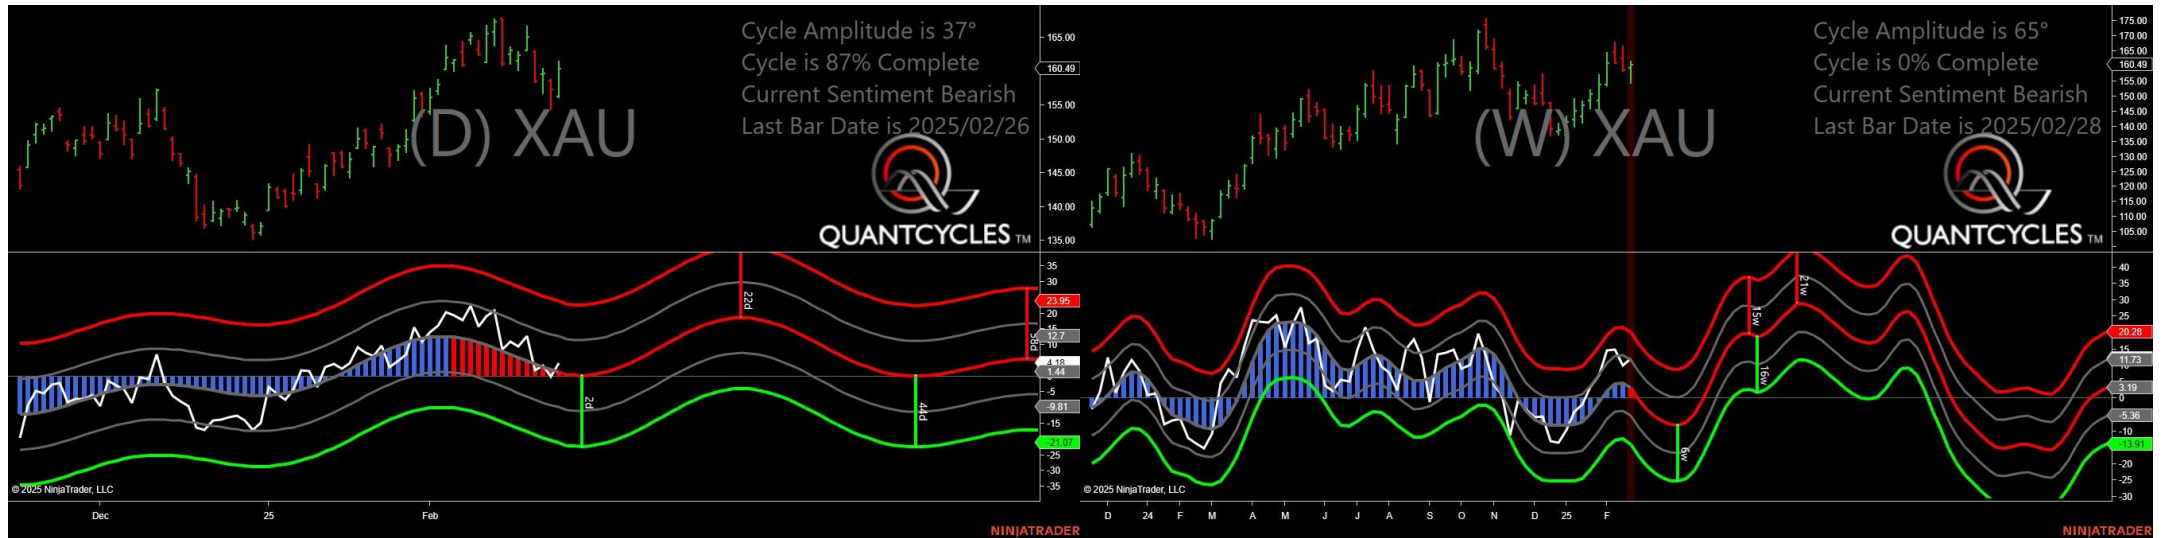 Cycle Amplitude is 37°
Cycle is 87% Complete
Current Sentiment Bearish
Last Bar Date is 2025/02/26
(D) XAU
QUANTCYCLES TM
165.00
160.49
155.00
150.00
145.00
140.00
135.00
35
30
23.95
20
12.7
10
4.18
1.44
-5
-9.81
-15
-21.07
-25
-30
-35
22d
2d
44d
58d
© 2025 NinjaTrader, LLC
Dec
25
Feb
NINJATRADER
Cycle Amplitude is 65°
Cycle is 0% Complete
Current Sentiment Bearish
Last Bar Date is 2025/02/28
(W) XAU
QUANTCYCLES TM
175.00
170.00
165.00
160.49
155.00
150.00
145.00
140.00
135.00
130.00
125.00
120.00
115.00
110.00
105.00
40
35
30
25
20.28
15
11.73
3.19
0
-5.36
-10
-13.91
-20
-25
-30
15w
21w
16w
6w
© 2025 NinjaTrader, LLC
D
24
F
M
A
M
J
J
A
S
O
N
D
25
F
NINJATRADER